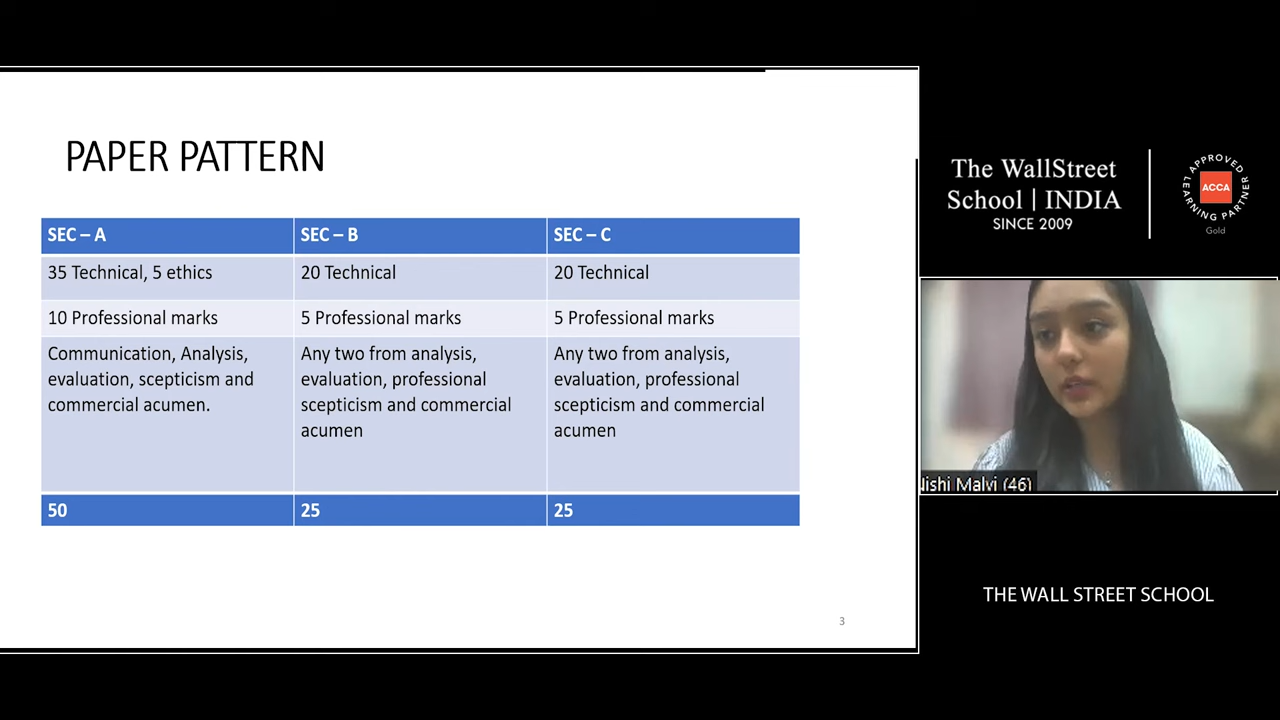 PAPER PATTERN
SEC – A
SEC – B
SEC – C
35 Technical, 5 ethics
20 Technical
20 Technical
10 Professional marks
5 Professional marks
5 Professional marks
Communication, Analysis,
evaluation, scepticism and
commercial acumen.
Any two from analysis,
evaluation, professional
scepticism and commercial
acumen
Any two from analysis,
evaluation, professional
scepticism and commercial
acumen
50
25
25
3
The WallStreet
School | INDIA
SINCE 2009
APPROVED
ACCA
LEARNING PARTNER
Gold
Malvi (46)
THE WALL STREET SCHOOL